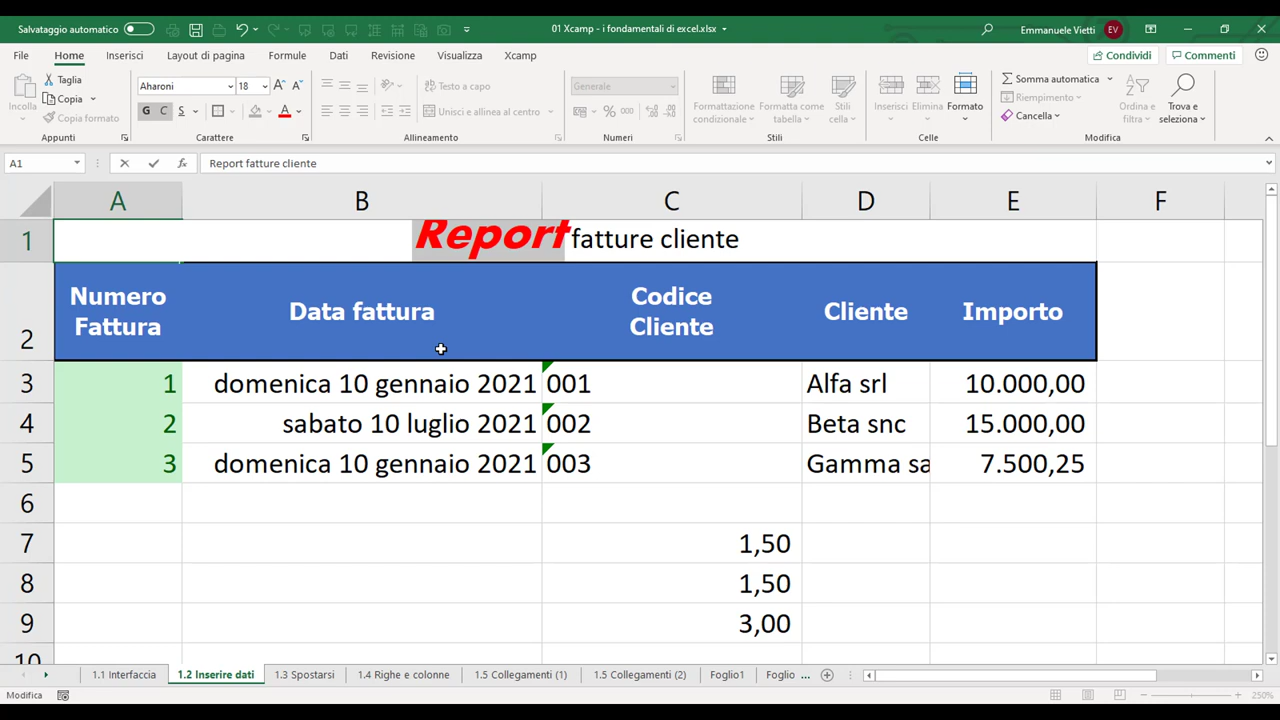 Salvataggio automatico
01 Xcamp - i fondamentali di excel.xlsx
Emmanuele Vietti EV
File Home Inserisci Layout di pagina Formule Dati Revisione Visualizza Xcamp
Condividi Commenti
Incolla
Taglia
Copia
Copia formato
Appunti
Aharoni 18 A A
G C S A
Carattere
Testo a capo
Unisci e allinea al centro
Allineamento
Generale
% 000
Numeri
Formattazione condizionale
Formatta come tabella
Stili cella
Stili
Inserisci
Elimina
Formato
Celle
Somma automatica
Riempimento
Cancella
Ordina e filtra
Trova e seleziona
Modifica
A1 fx Report fatture cliente
A B C D E F
1 Report fatture cliente
2 Numero Fattura Data fattura Codice Cliente Cliente Importo
3 1 domenica 10 gennaio 2021 001 Alfa srl 10.000,00
4 2 sabato 10 luglio 2021 002 Beta snc 15.000,00
5 3 domenica 10 gennaio 2021 003 Gamma sa 7.500,25
6
7 1,50
8 1,50
9 3,00
10
1.1 Interfaccia 1.2 Inserire dati 1.3 Spostarsi 1.4 Righe e colonne 1.5 Collegamenti (1) 1.5 Collegamenti (2) Foglio1 Foglio ...
Modifica 250%